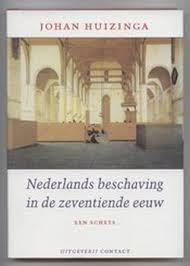 JOHAN HUIZINGA
Nederlands beschaving
in de zeventiende eeuw
EEN SCHETS
UITGEVERIJ CONTACT